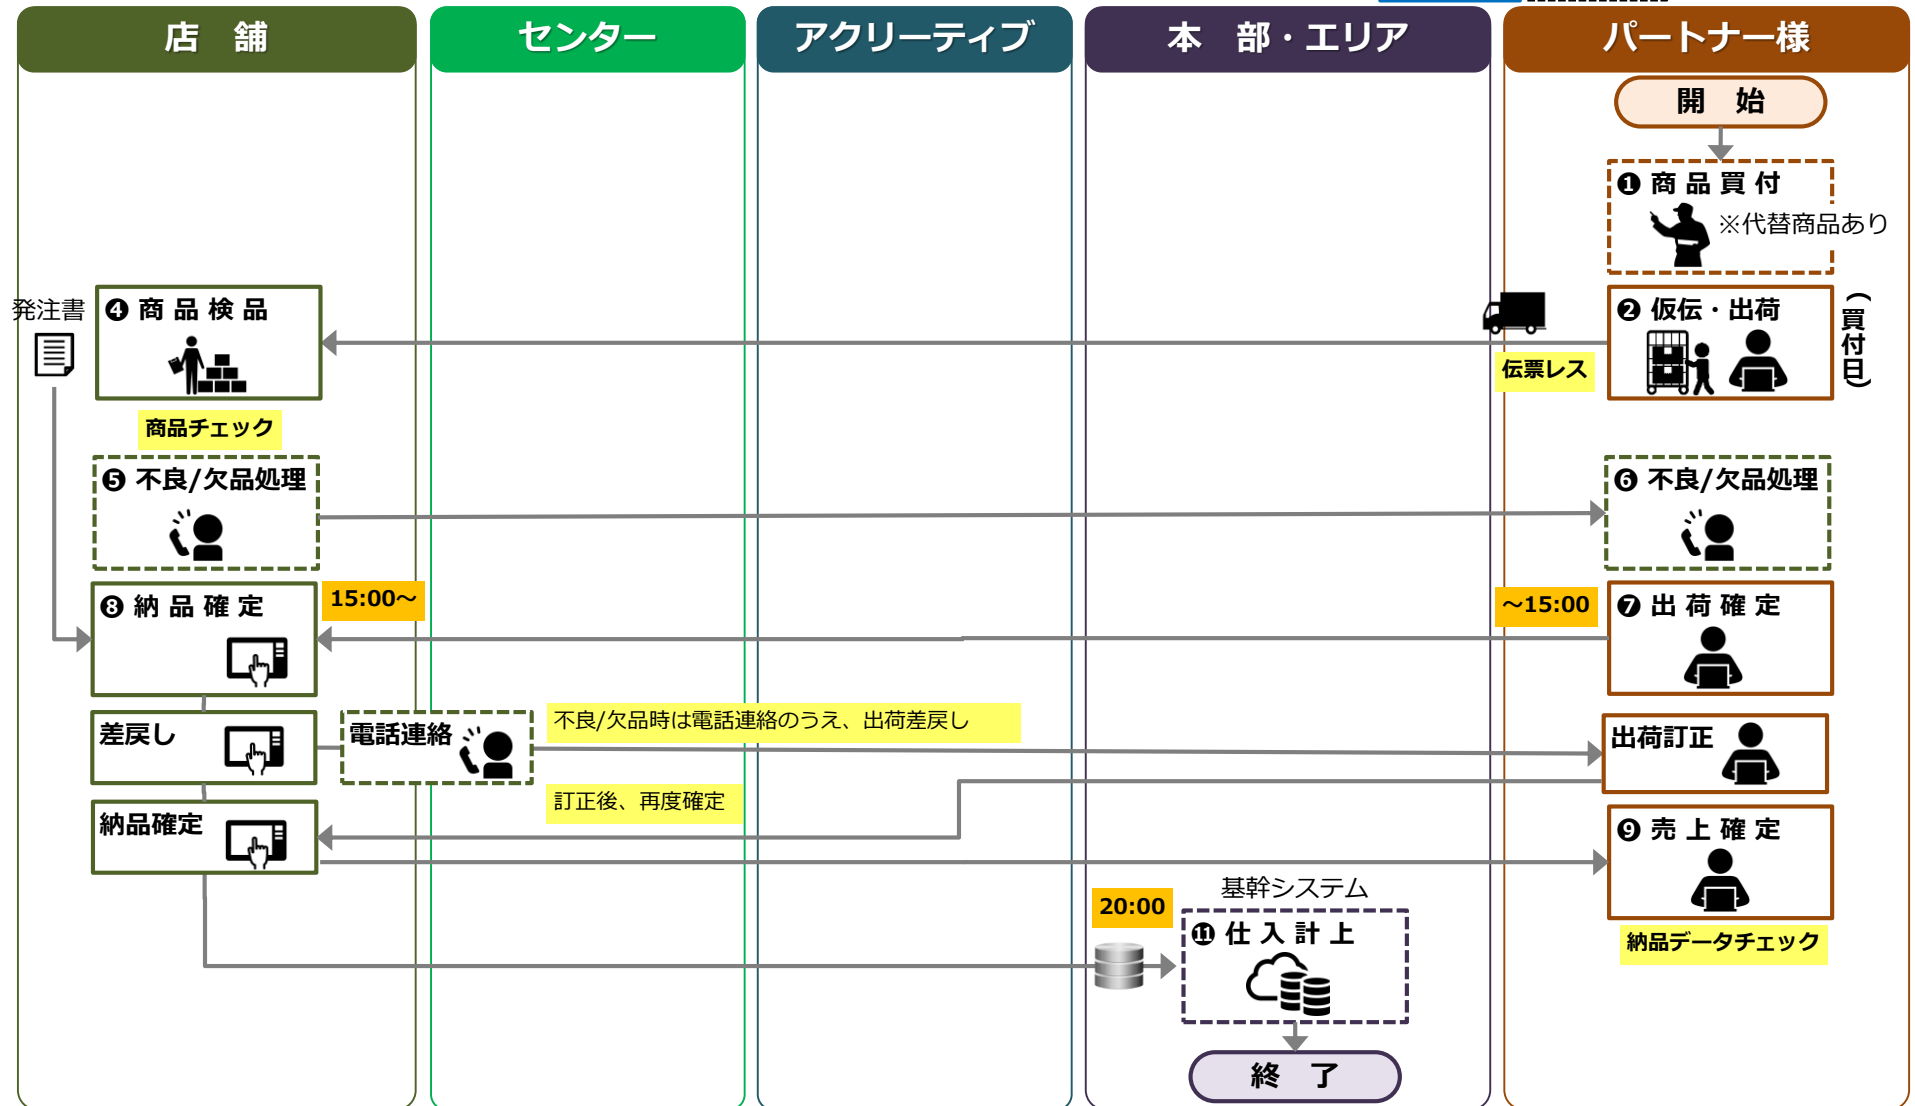 店　舗
センター
アクリーティブ
本　部・エリア
パートナー様
開　始
❶ 商 品 買 付
※代替商品あり
発注書
❹ 商 品 検 品
❷ 仮伝・出荷
（買付日）
伝票レス
商品チェック
❺ 不良/欠品処理
❻ 不良/欠品処理
❽ 納 品 確 定
15:00～
～15:00
❼ 出 荷 確 定
差戻し
電話連絡
不良/欠品時は電話連絡のうえ、出荷差戻し
出荷訂正
訂正後、再度確定
納品確定
❾ 売 上 確 定
納品データチェック
基幹システム
20:00
⓫ 仕 入 計 上
終　了